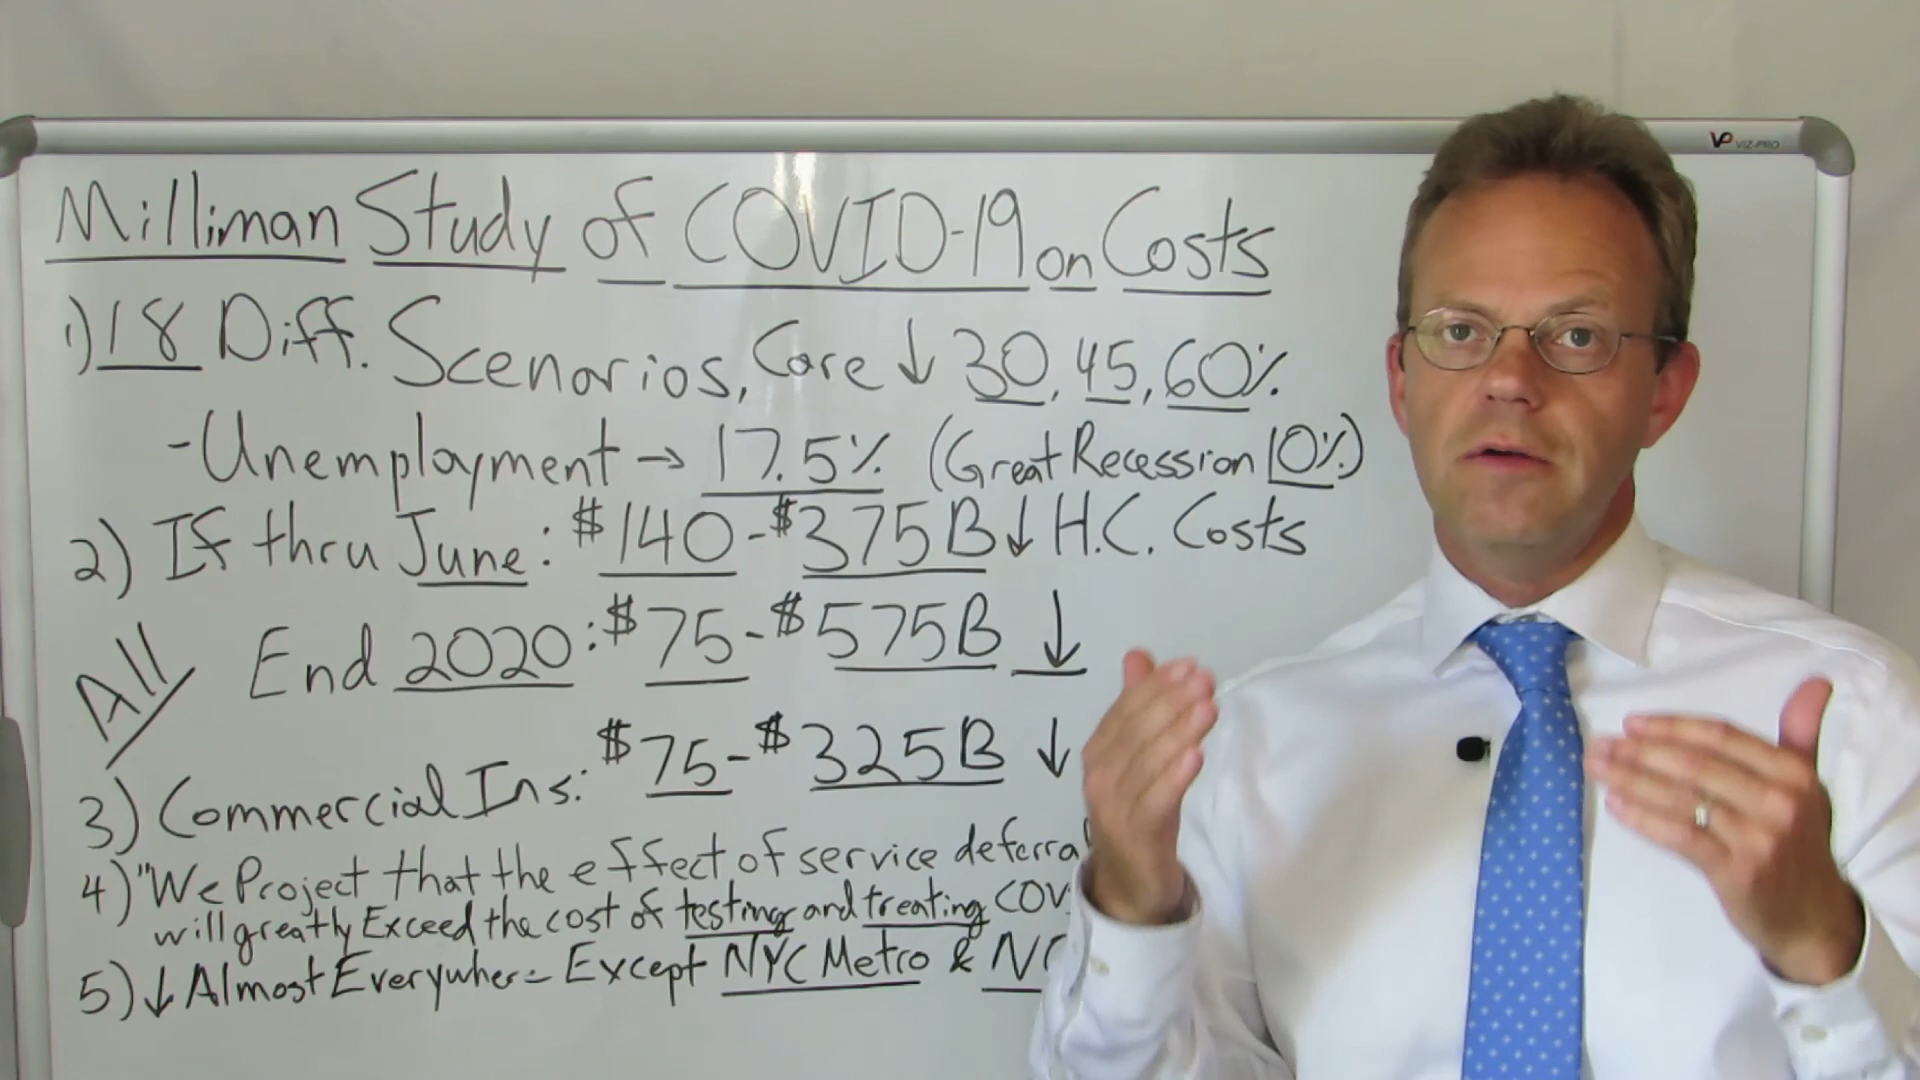 VP VIZ-PRO
Milliman Study of COVID-19 on Costs
1) 18 Diff. Scenarios, Care ↓ 30, 45, 60%
- Unemployment → 17.5% (Great Recession 10%)
2) If thru June: $140-$375B ↓ H.C. Costs
All End 2020: $75-$575B ↓
3) Commercial Ins: $75-$325B ↓
4) "We Project that the effect of service deferra
will greatly Exceed the cost of testing and treating COV
5) ↓ Almost Everywhere Except NYC Metro &